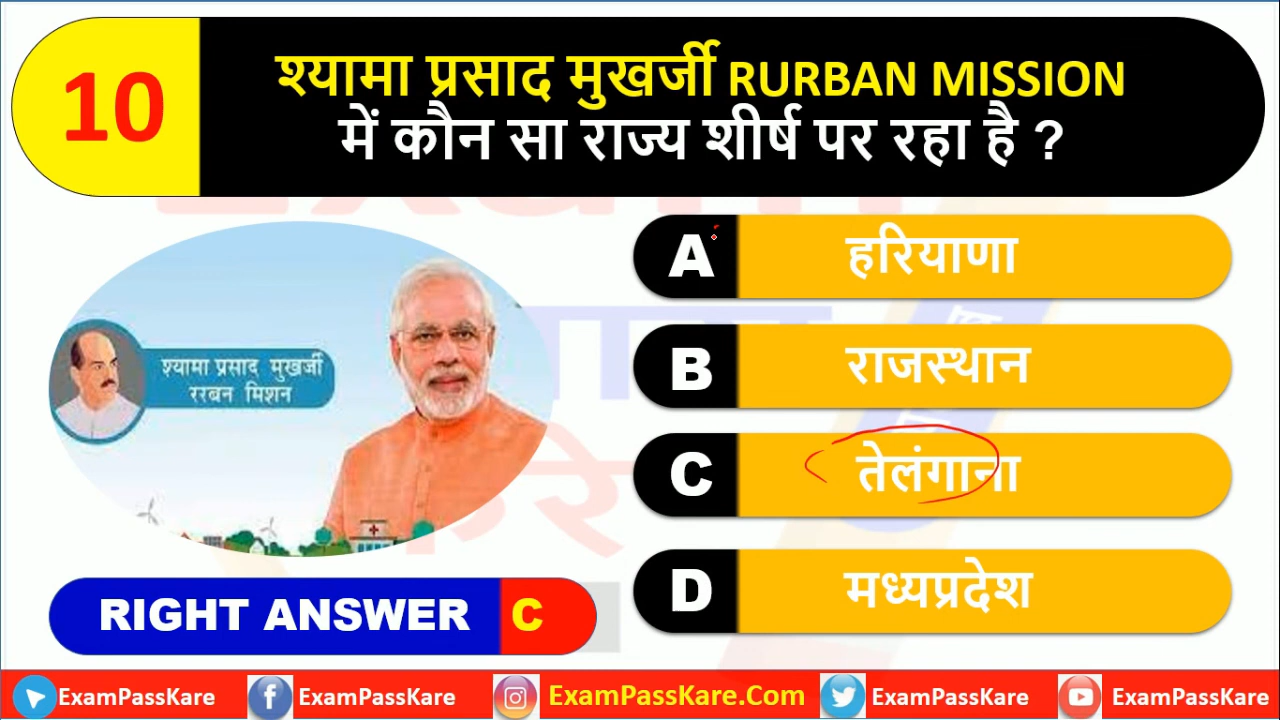 10
श्यामा प्रसाद मुखर्जी RURBAN MISSION
में कौन सा राज्य शीर्ष पर रहा है ?
श्यामा प्रसाद मुखर्जी
ररबन मिशन
A हरियाणा
B राजस्थान
C तेलंगाना
D मध्यप्रदेश
RIGHT ANSWER C
ExamPassKare ExamPassKare ExamPassKare.Com ExamPassKare ExamPassKare